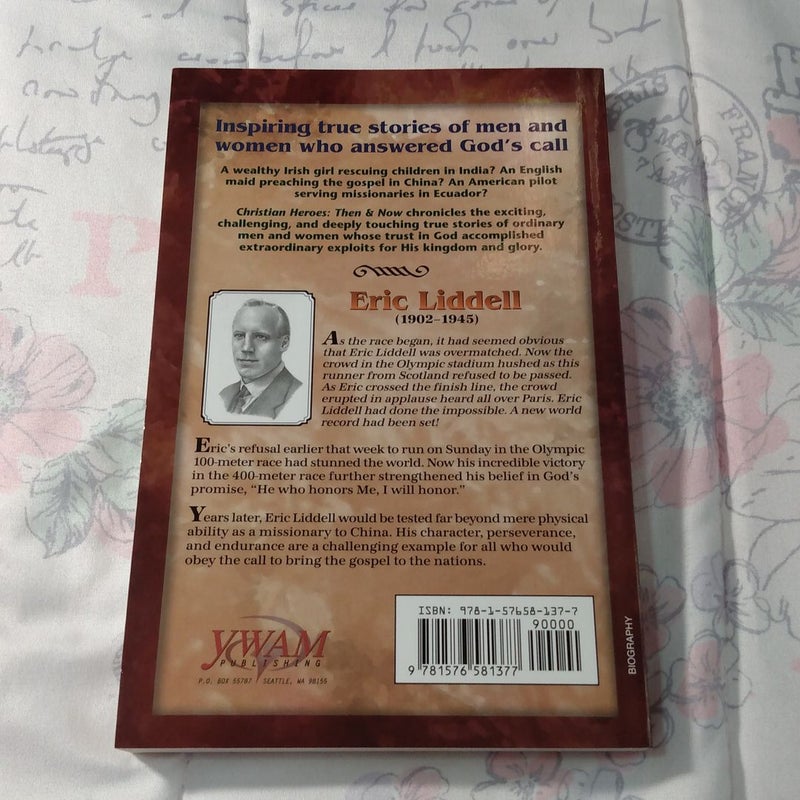 Inspiring true stories of men and
women who answered God's call
A wealthy Irish girl rescuing children in India? An English
maid preaching the gospel in China? An American pilot
serving missionaries in Ecuador?
Christian Heroes: Then & Now chronicles the exciting,
challenging, and deeply touching true stories of ordinary
men and women whose trust in God accomplished
extraordinary exploits for His kingdom and glory.
Eric Liddell
(1902–1945)
As the race began, it had seemed obvious
that Eric Liddell was overmatched. Now the
crowd in the Olympic stadium hushed as this
runner from Scotland refused to be passed.
As Eric crossed the finish line, the crowd
erupted in applause heard all over Paris. Eric
Liddell had done the impossible. A new world
record had been set!
Eric's refusal earlier that week to run on Sunday in the Olympic
100-meter race had stunned the world. Now his incredible victory
in the 400-meter race further strengthened his belief in God's
promise, “He who honors Me, I will honor.”
Years later, Eric Liddell would be tested far beyond mere physical
ability as a missionary to China. His character, perseverance,
and endurance are a challenging example for all who would
obey the call to bring the gospel to the nations.
ISBN: 978-1-57658-137-7
90000
9 781576 581377
YWAM
PUBLISHING
P.O. BOX 55787 / SEATTLE, WA 98155
BIOGRAPHY